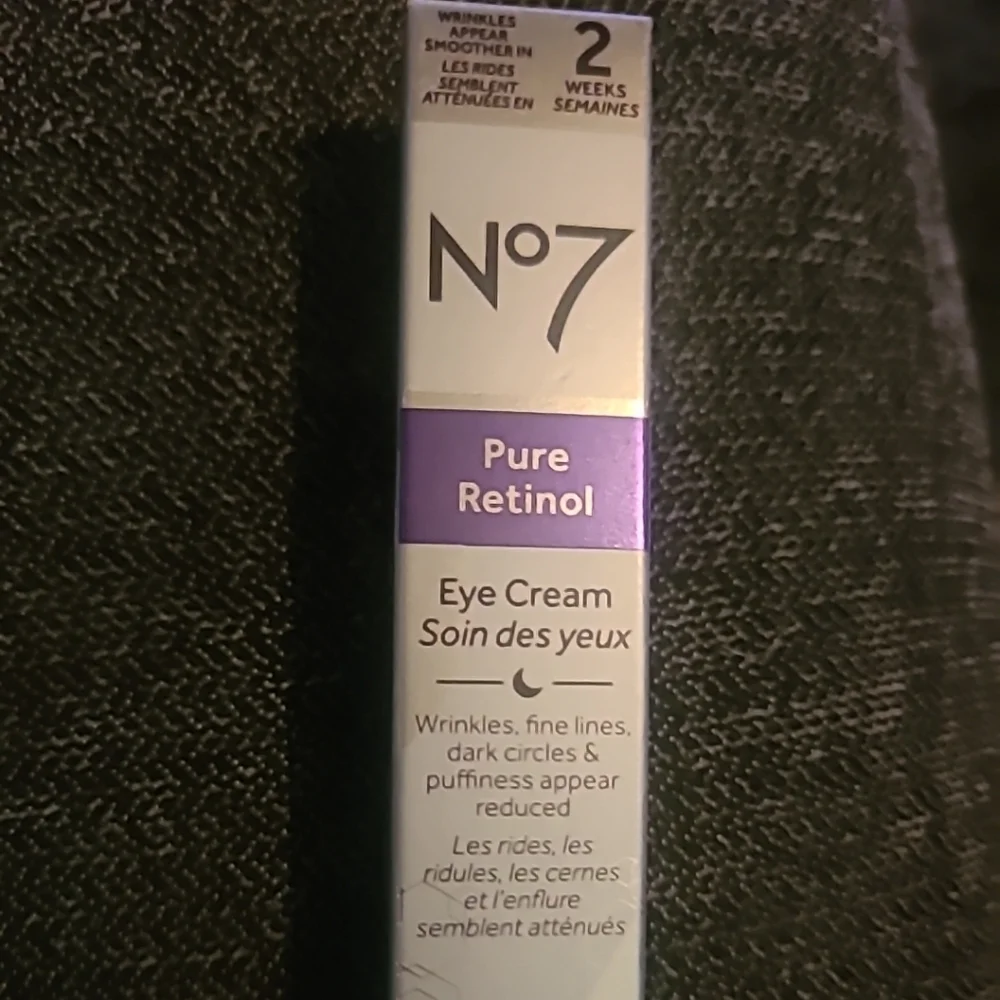 WRINKLES
APPEAR
SMOOTHER IN
LES RIDES
SEMBLENT
ATTÉNUÉES EN
2
WEEKS
SEMAINES
Nº7
Pure
Retinol
Eye Cream
Soin des yeux
Wrinkles, fine lines,
dark circles &
puffiness appear
reduced
Les rides, les
ridules, les cernes
et l'enflure
semblent atténués